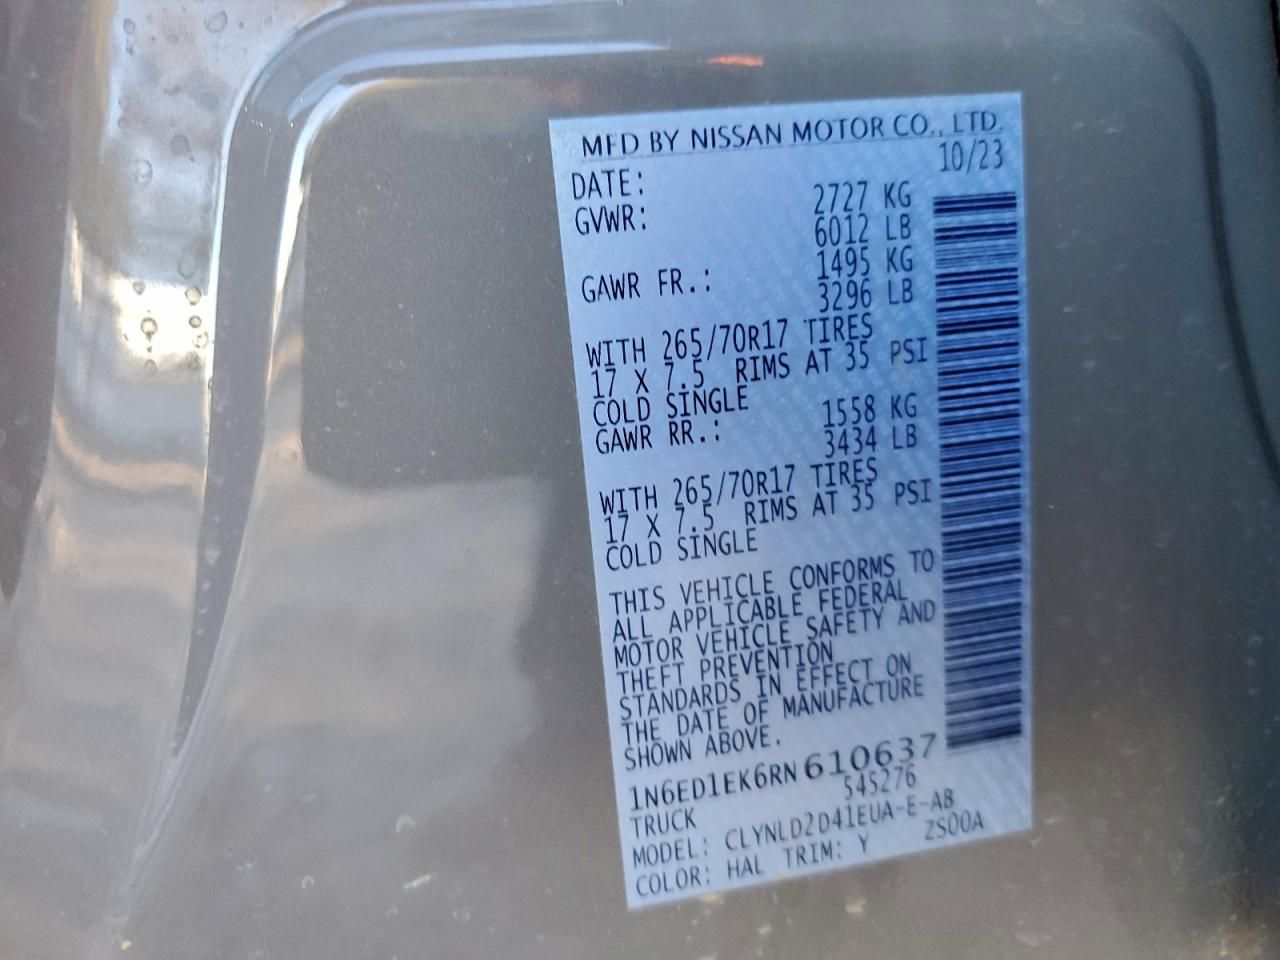 MFD BY NISSAN MOTOR CO., LTD.
DATE: 10/23
GVWR: 2727 KG
6012 LB
GAWR FR.: 1495 KG
3296 LB
WITH 265/70R17 TIRES
17 X 7.5 RIMS AT 35 PSI
COLD SINGLE
GAWR RR.: 1558 KG
3434 LB
WITH 265/70R17 TIRES
17 X 7.5 RIMS AT 35 PSI
COLD SINGLE
THIS VEHICLE CONFORMS TO
ALL APPLICABLE FEDERAL
MOTOR VEHICLE SAFETY AND
THEFT PREVENTION
STANDARDS IN EFFECT ON
THE DATE OF MANUFACTURE
SHOWN ABOVE.
1N6ED1EK6RN610637
TRUCK 545276
MODEL: CLYNLD2D41EUA-E-AB
COLOR: HAL TRIM: Y ZS00A